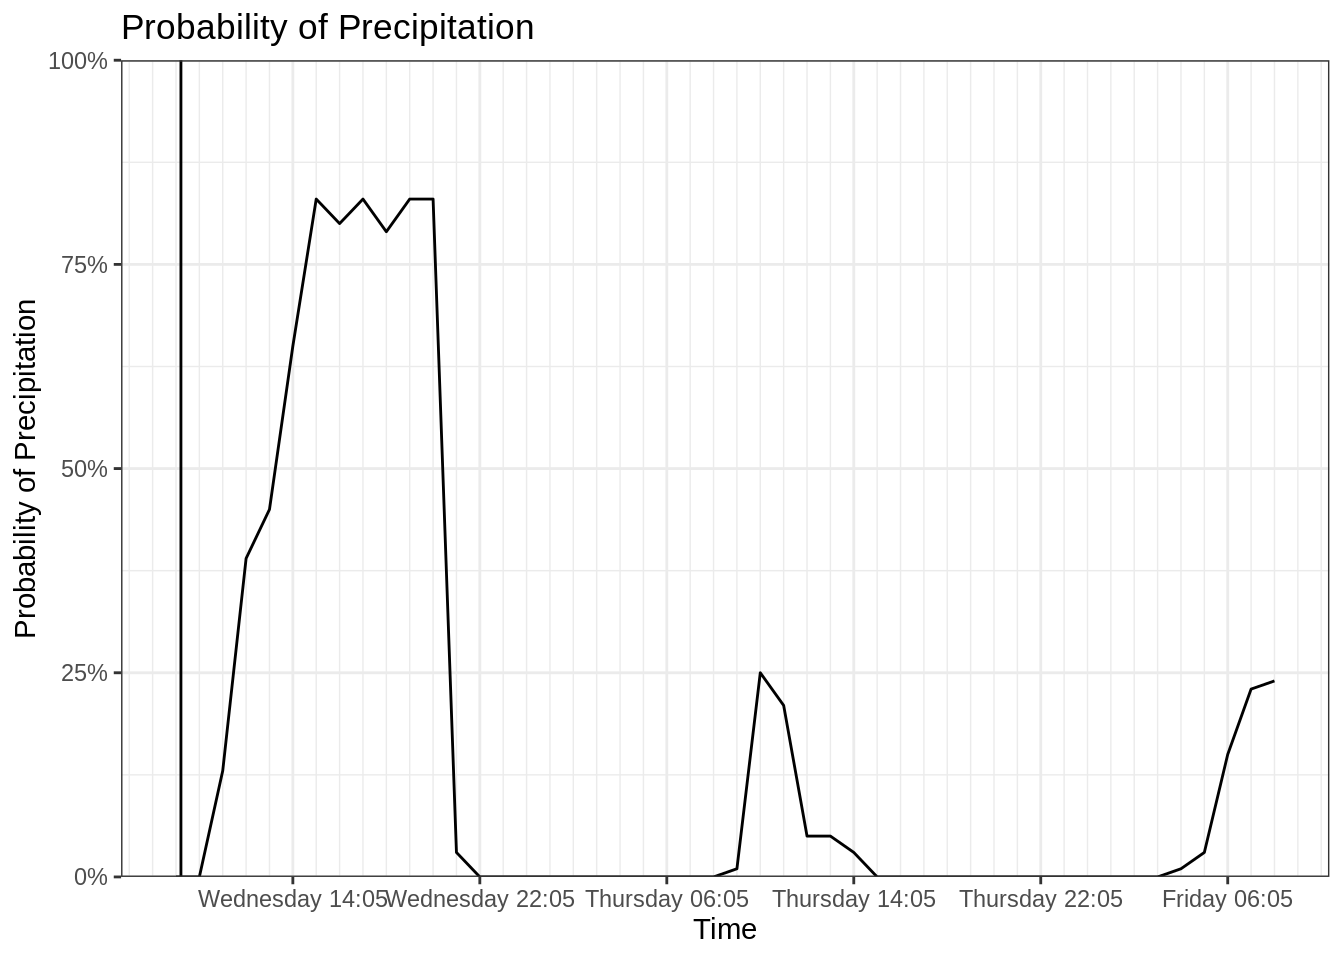 Probability of Precipitation
100%
75%
50%
25%
0%
Probability of Precipitation
Wednesday 14:05
Wednesday 22:05
Thursday 06:05
Thursday 14:05
Thursday 22:05
Friday 06:05
Time